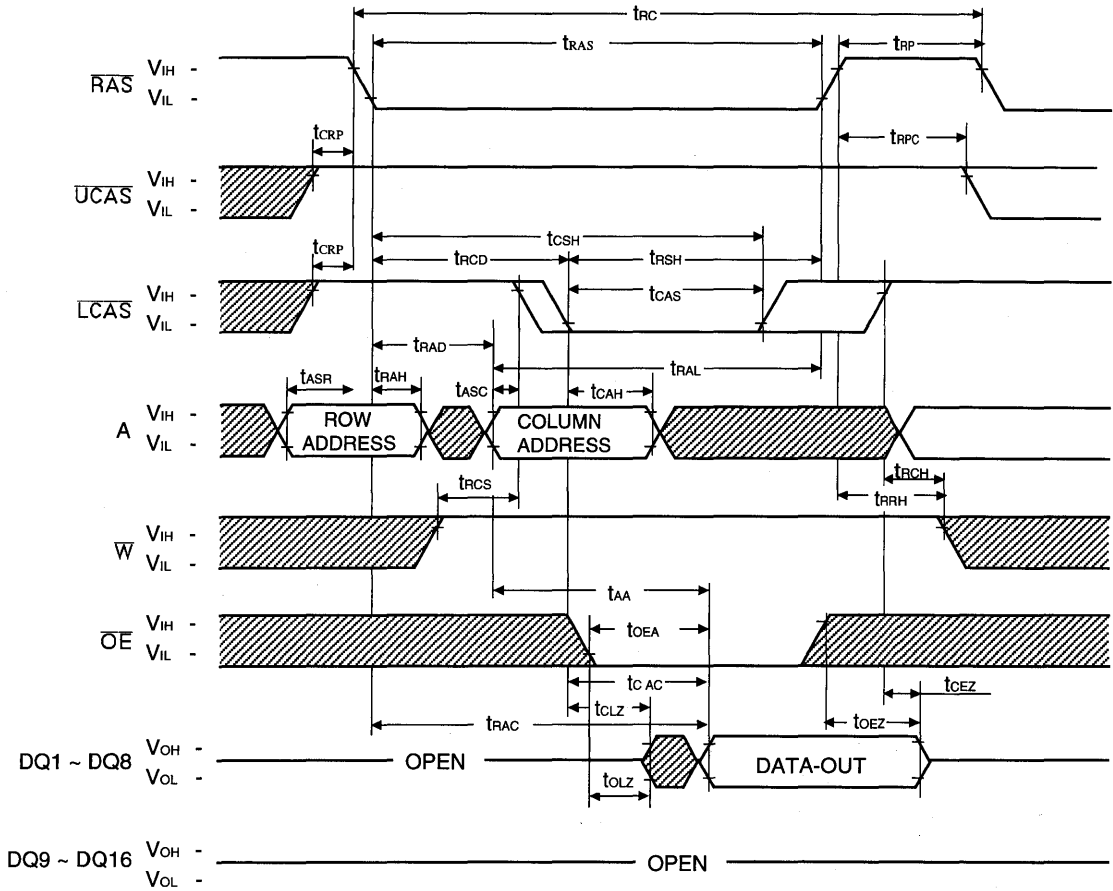 tRC
tRAS
tRP
RAS
VIH -
VIL -
tCRP
tRPC
UCAS
VIH -
VIL -
tCSH
tCRP
tRCD
tRSH
LCAS
VIH -
VIL -
tCAS
tRAD
tRAL
tASR
tRAH
tASC
tCAH
A
VIH -
VIL -
ROW
ADDRESS
COLUMN
ADDRESS
tRCS
tRCH
tRRH
W
VIH -
VIL -
tAA
OE
VIH -
VIL -
tOEA
tCAC
tCEZ
tCLZ
tRAC
tOEZ
DQ1 ~ DQ8
VOH -
VOL -
OPEN
DATA-OUT
tOLZ
DQ9 ~ DQ16
VOH -
VOL -
OPEN